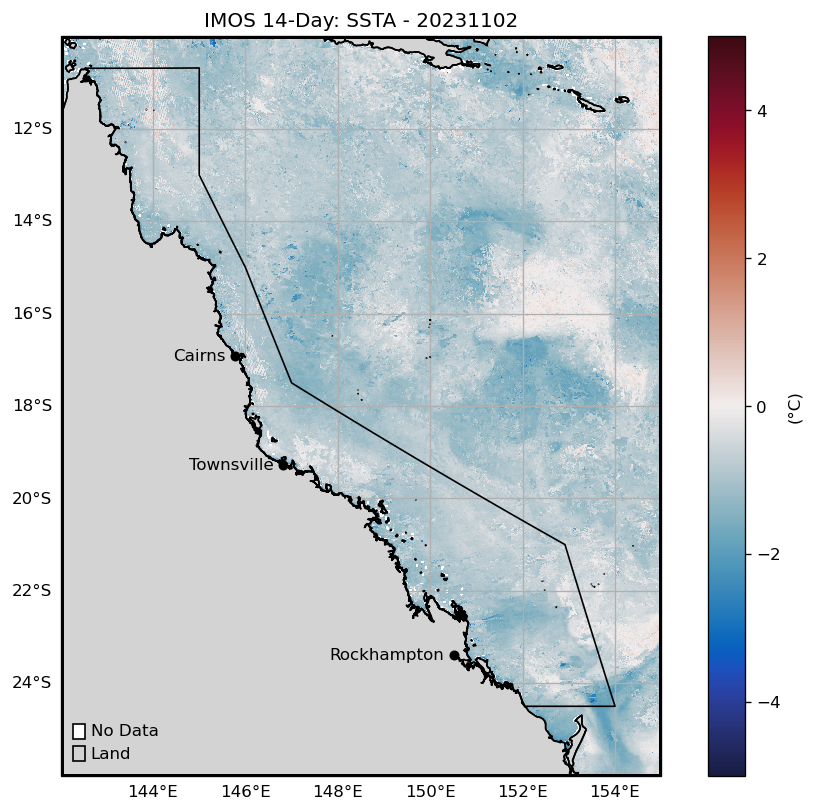 IMOS 14-Day: SSTA - 20231102
12°S
14°S
16°S
18°S
20°S
22°S
24°S
Cairns
Townsville
Rockhampton
No Data
Land
144°E 146°E 148°E 150°E 152°E 154°E
4
2
0
−2
−4
(°C)